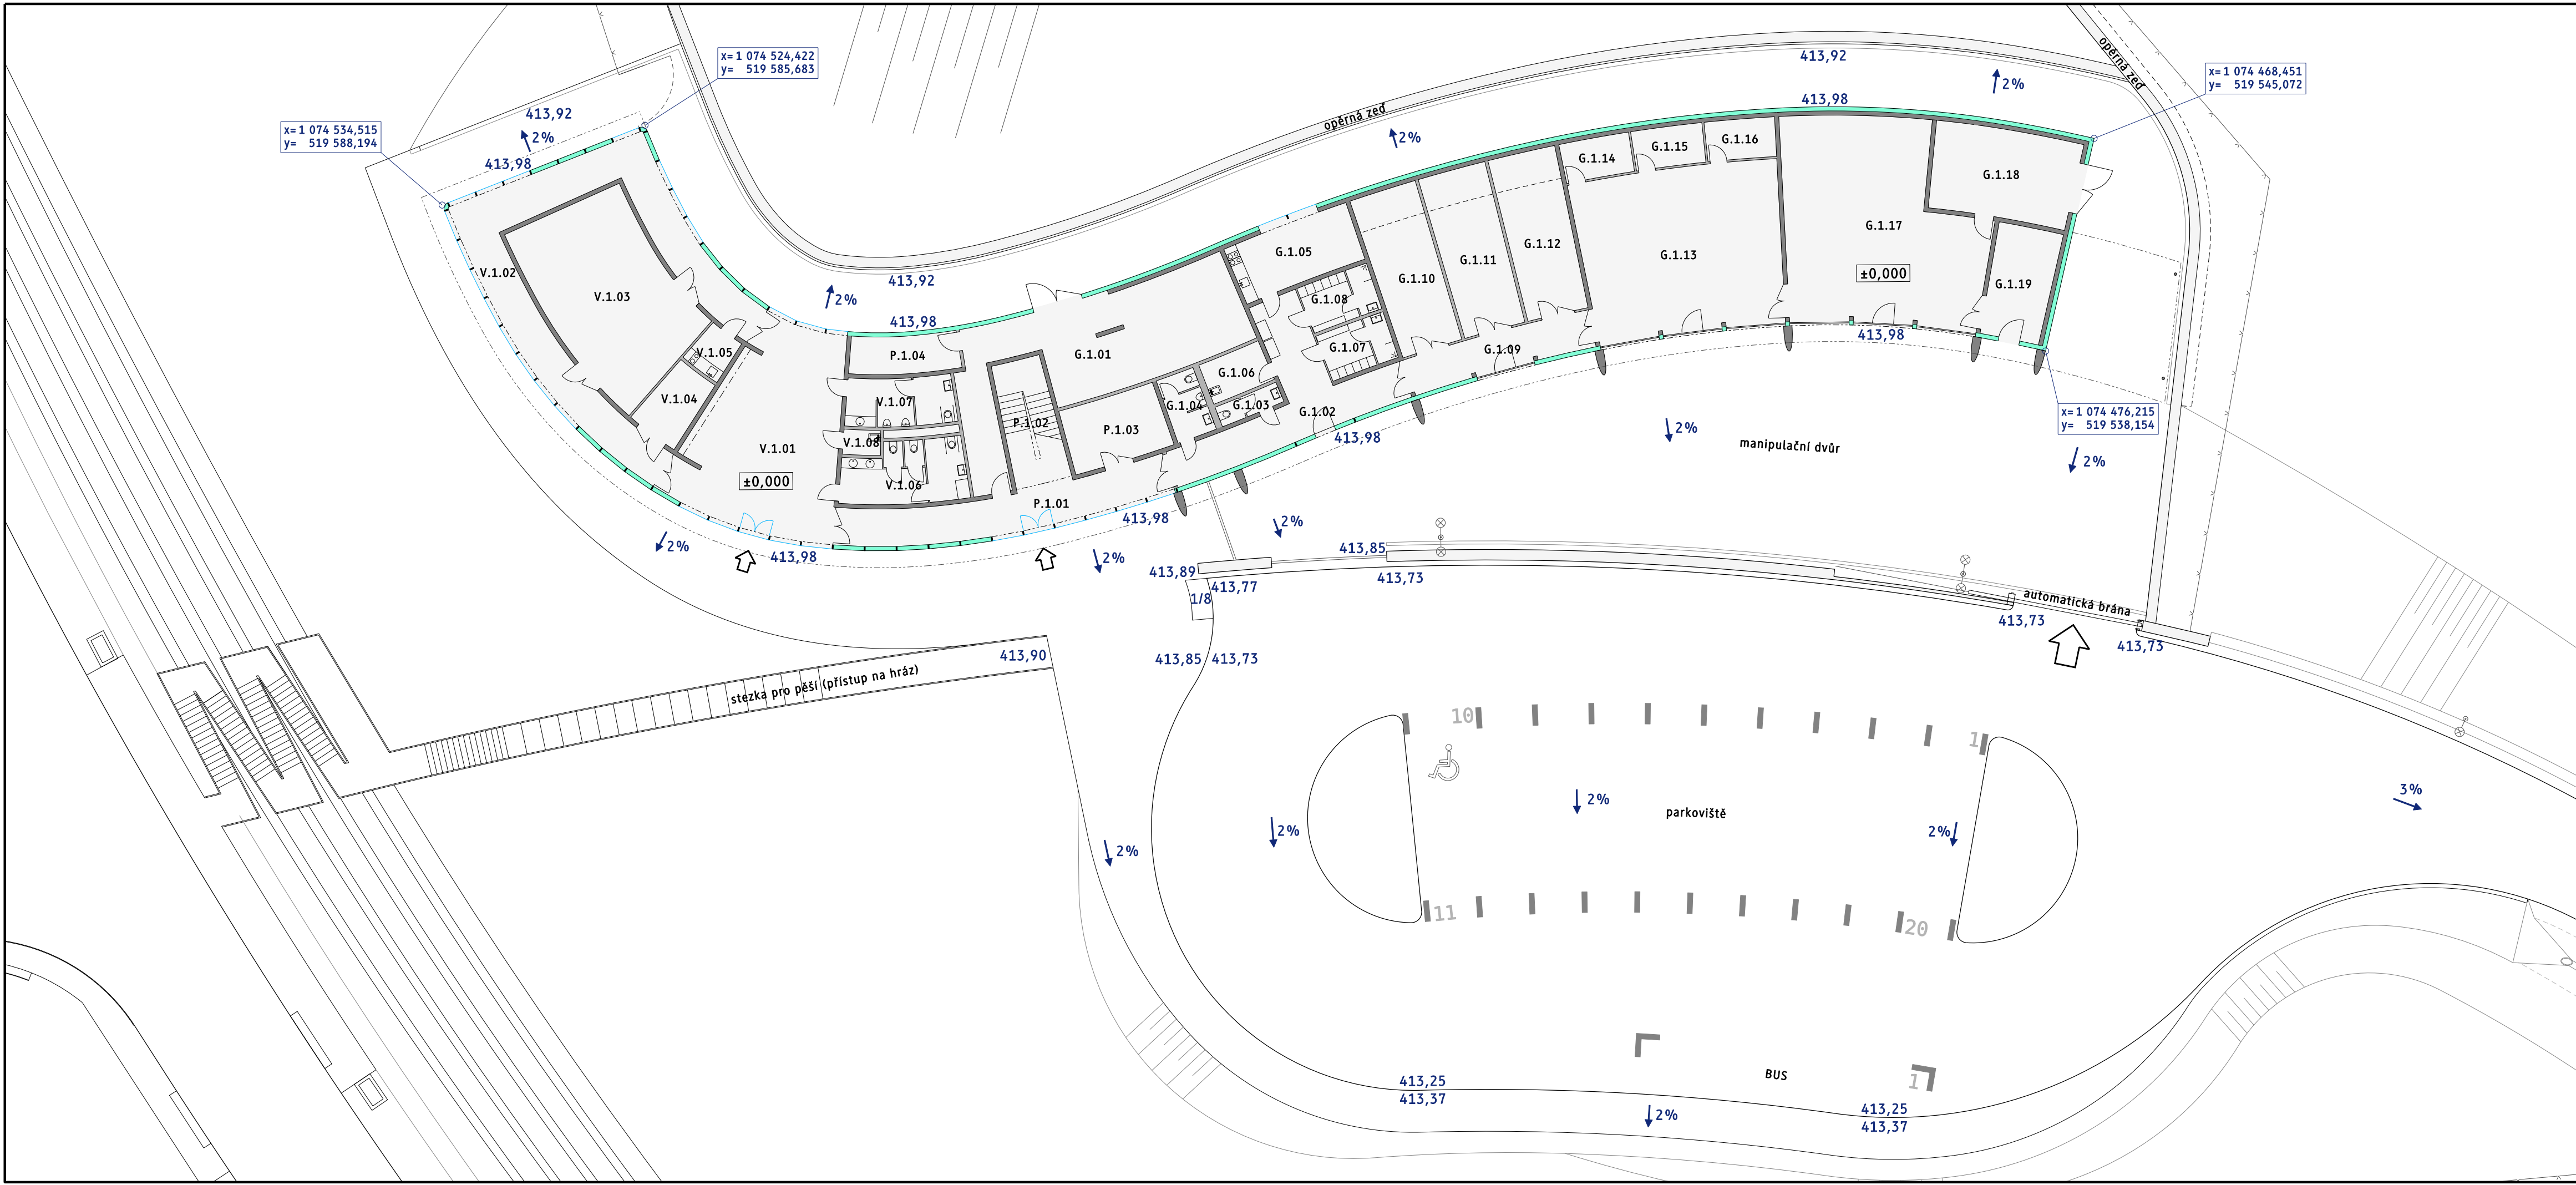 x= 1 074 524,422
y= 519 585,683
opěrná zeď
413,92
x= 1 074 468,451
y= 519 545,072
2%
413,98
413,92
2%
x= 1 074 534,515
y= 519 588,194
413,98
opěrná zeď
2%
G.1.14
G.1.15
G.1.16
G.1.18
V.1.02
V.1.03
413,92
2%
413,98
G.1.05
G.1.10
G.1.11
G.1.12
G.1.13
G.1.17
±0,000
G.1.19
G.1.08
G.1.07
G.1.09
413,98
V.1.05
V.1.04
P.1.04
G.1.01
G.1.06
V.1.07
G.1.04
G.1.03
G.1.02
P.1.02
P.1.03
V.1.08
V.1.01
±0,000
V.1.06
P.1.01
413,98
413,98
413,98
2%
manipulační dvůr
x= 1 074 476,215
y= 519 538,154
2%
2%
2%
2%
413,85
413,89
413,77
413,73
1/8
automatická brána
413,73
413,73
413,90
413,85
413,73
stezka pro pěší (přístup na hráz)
10
1
2%
parkoviště
2%
2%
2%
3%
11
20
BUS
1
413,25
413,37
2%
413,25
413,37